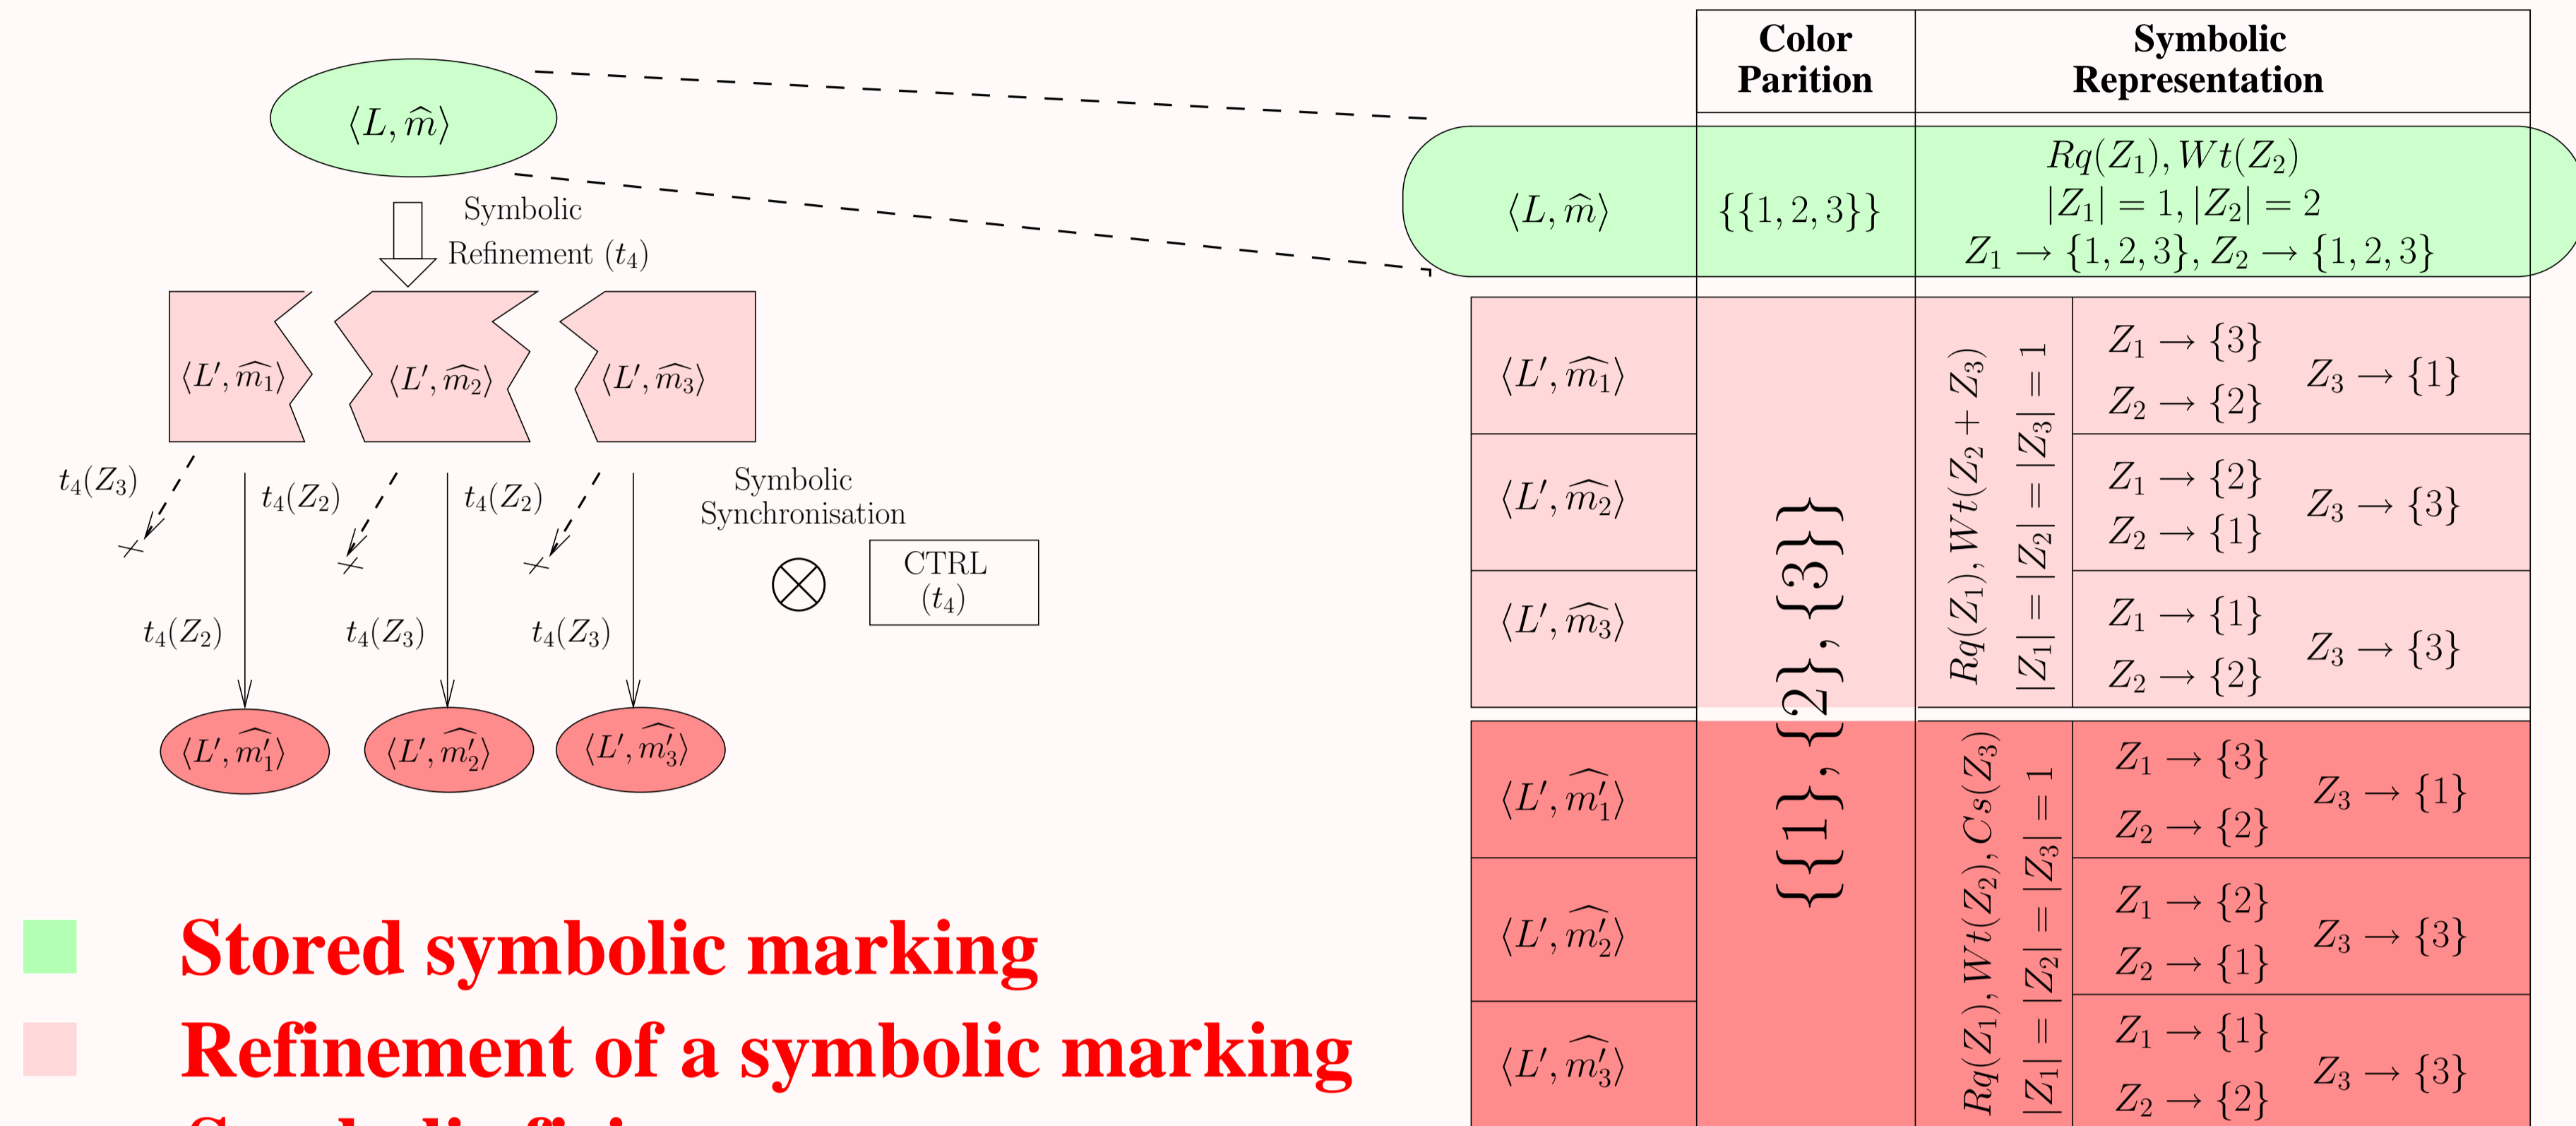 ⟨L, m̂⟩
Symbolic
Refinement (t₄)
⟨L′, m̂₁⟩ ⟨L′, m̂₂⟩ ⟨L′, m̂₃⟩
t₄(Z₃) t₄(Z₂) t₄(Z₂)
Symbolic
Synchronisation
CTRL
(t₄)
t₄(Z₂) t₄(Z₃) t₄(Z₃)
⟨L′, m̂′₁⟩ ⟨L′, m̂′₂⟩ ⟨L′, m̂′₃⟩
Stored symbolic marking
Refinement of a symbolic marking
Color
Parition
Symbolic
Representation
⟨L, m̂⟩
{{1, 2, 3}}
Rq(Z₁), Wt(Z₂)
|Z₁| = 1, |Z₂| = 2
Z₁ → {1, 2, 3}, Z₂ → {1, 2, 3}
{{1}, {2}, {3}}
Rq(Z₁), Wt(Z₂ + Z₃)
|Z₁| = |Z₂| = |Z₃| = 1
⟨L′, m̂₁⟩
Z₁ → {3}
Z₂ → {2}
Z₃ → {1}
⟨L′, m̂₂⟩
Z₁ → {2}
Z₂ → {1}
Z₃ → {3}
⟨L′, m̂₃⟩
Z₁ → {1}
Z₂ → {2}
Z₃ → {3}
Rq(Z₁), Wt(Z₂), Cs(Z₃)
|Z₁| = |Z₂| = |Z₃| = 1
⟨L′, m̂′₁⟩
Z₁ → {3}
Z₂ → {2}
Z₃ → {1}
⟨L′, m̂′₂⟩
Z₁ → {2}
Z₂ → {1}
Z₃ → {3}
⟨L′, m̂′₃⟩
Z₁ → {1}
Z₂ → {2}
Z₃ → {3}